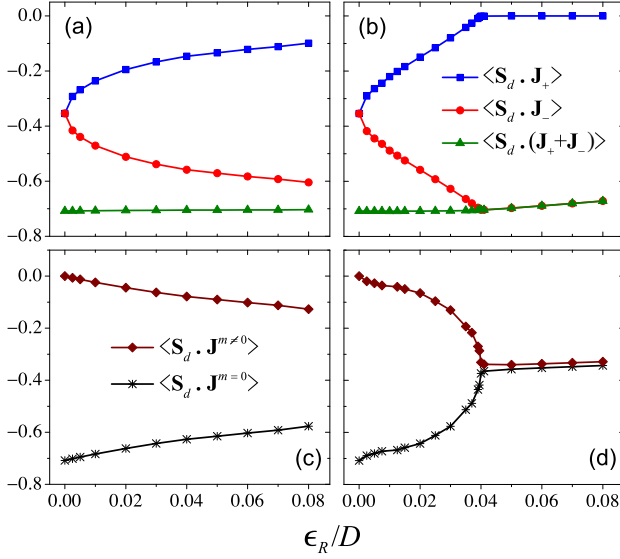 (a)
(b)
0.0
−0.2
−0.4
−0.6
−0.8
<S_d . J_+>
<S_d . J_−>
<S_d . (J_+ + J_−)>
0.0
−0.2
−0.4
−0.6
−0.8
<S_d . J^{m≠0}>
<S_d . J^{m=0}>
(c)
(d)
0.00 0.02 0.04 0.06 0.08 0.00 0.02 0.04 0.06 0.08
ϵ_R/D